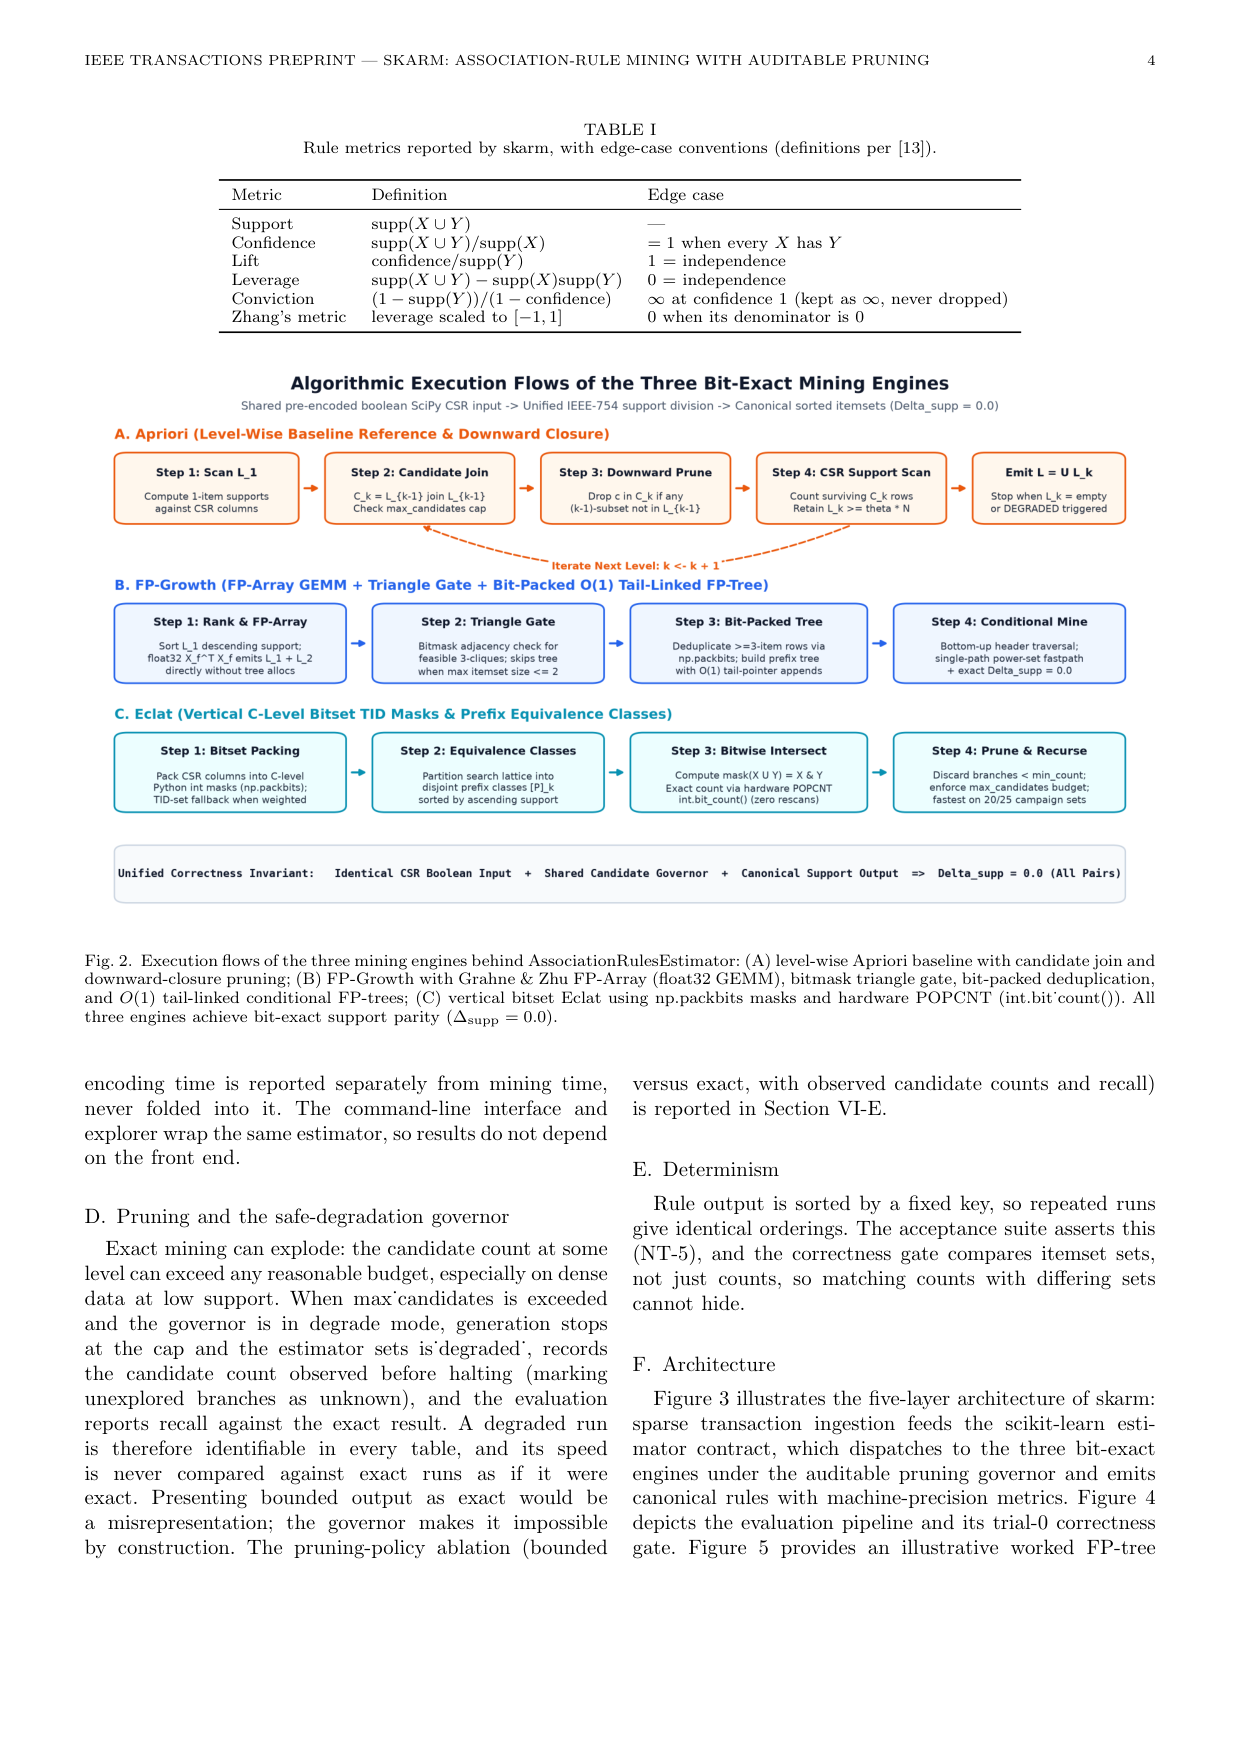 IEEE TRANSACTIONS PREPRINT — SKARM: ASSOCIATION-RULE MINING WITH AUDITABLE PRUNING 4
TABLE I
Rule metrics reported by skarm, with edge-case conventions (definitions per [13]).
Metric Definition Edge case
Support supp(X ∪ Y) —
Confidence supp(X ∪ Y)/supp(X) = 1 when every X has Y
Lift confidence/supp(Y) 1 = independence
Leverage supp(X ∪ Y) − supp(X)supp(Y) 0 = independence
Conviction (1 − supp(Y))/(1 − confidence) ∞ at confidence 1 (kept as ∞, never dropped)
Zhang's metric leverage scaled to [−1, 1] 0 when its denominator is 0
Algorithmic Execution Flows of the Three Bit-Exact Mining Engines
Shared pre-encoded boolean SciPy CSR input -> Unified IEEE-754 support division -> Canonical sorted itemsets (Delta_supp = 0.0)
A. Apriori (Level-Wise Baseline Reference & Downward Closure)
Step 1: Scan L_1
Compute 1-item supports
against CSR columns
Step 2: Candidate Join
C_k = L_{k-1} join L_{k-1}
Check max_candidates cap
Step 3: Downward Prune
Drop c in C_k if any
(k-1)-subset not in L_{k-1}
Step 4: CSR Support Scan
Count surviving C_k rows
Retain L_k >= theta * N
Emit L = U L_k
Stop when L_k = empty
or DEGRADED triggered
Iterate Next Level: k <- k + 1
B. FP-Growth (FP-Array GEMM + Triangle Gate + Bit-Packed O(1) Tail-Linked FP-Tree)
Step 1: Rank & FP-Array
Sort L_1 descending support;
float32 X_f^T X_f emits L_1 + L_2
directly without tree allocs
Step 2: Triangle Gate
Bitmask adjacency check for
feasible 3-cliques; skips tree
when max itemset size <= 2
Step 3: Bit-Packed Tree
Deduplicate >=3-item rows via
np.packbits; build prefix tree
with O(1) tail-pointer appends
Step 4: Conditional Mine
Bottom-up header traversal;
single-path power-set fastpath
+ exact Delta_supp = 0.0
C. Eclat (Vertical C-Level Bitset TID Masks & Prefix Equivalence Classes)
Step 1: Bitset Packing
Pack CSR columns into C-level
Python int masks (np.packbits);
TID-set fallback when weighted
Step 2: Equivalence Classes
Partition search lattice into
disjoint prefix classes [P]_k
sorted by ascending support
Step 3: Bitwise Intersect
Compute mask(X U Y) = X & Y
Exact count via hardware POPCNT
int.bit_count() (zero rescans)
Step 4: Prune & Recurse
Discard branches < min_count;
enforce max_candidates budget;
fastest on 20/25 campaign sets
Unified Correctness Invariant: Identical CSR Boolean Input + Shared Candidate Governor + Canonical Support Output => Delta_supp = 0.0 (All Pairs)
Fig. 2. Execution flows of the three mining engines behind AssociationRulesEstimator: (A) level-wise Apriori baseline with candidate join and
downward-closure pruning; (B) FP-Growth with Grahne & Zhu FP-Array (float32 GEMM), bitmask triangle gate, bit-packed deduplication,
and O(1) tail-linked conditional FP-trees; (C) vertical bitset Eclat using np.packbits masks and hardware POPCNT (int.bit˙count()). All
three engines achieve bit-exact support parity (Δsupp = 0.0).
encoding time is reported separately from mining time,
never folded into it. The command-line interface and
explorer wrap the same estimator, so results do not depend
on the front end.
D. Pruning and the safe-degradation governor
Exact mining can explode: the candidate count at some
level can exceed any reasonable budget, especially on dense
data at low support. When max˙candidates is exceeded
and the governor is in degrade mode, generation stops
at the cap and the estimator sets is˙degraded˙, records
the candidate count observed before halting (marking
unexplored branches as unknown), and the evaluation
reports recall against the exact result. A degraded run
is therefore identifiable in every table, and its speed
is never compared against exact runs as if it were
exact. Presenting bounded output as exact would be
a misrepresentation; the governor makes it impossible
by construction. The pruning-policy ablation (bounded
versus exact, with observed candidate counts and recall)
is reported in Section VI-E.
E. Determinism
Rule output is sorted by a fixed key, so repeated runs
give identical orderings. The acceptance suite asserts this
(NT-5), and the correctness gate compares itemset sets,
not just counts, so matching counts with differing sets
cannot hide.
F. Architecture
Figure 3 illustrates the five-layer architecture of skarm:
sparse transaction ingestion feeds the scikit-learn esti-
mator contract, which dispatches to the three bit-exact
engines under the auditable pruning governor and emits
canonical rules with machine-precision metrics. Figure 4
depicts the evaluation pipeline and its trial-0 correctness
gate. Figure 5 provides an illustrative worked FP-tree